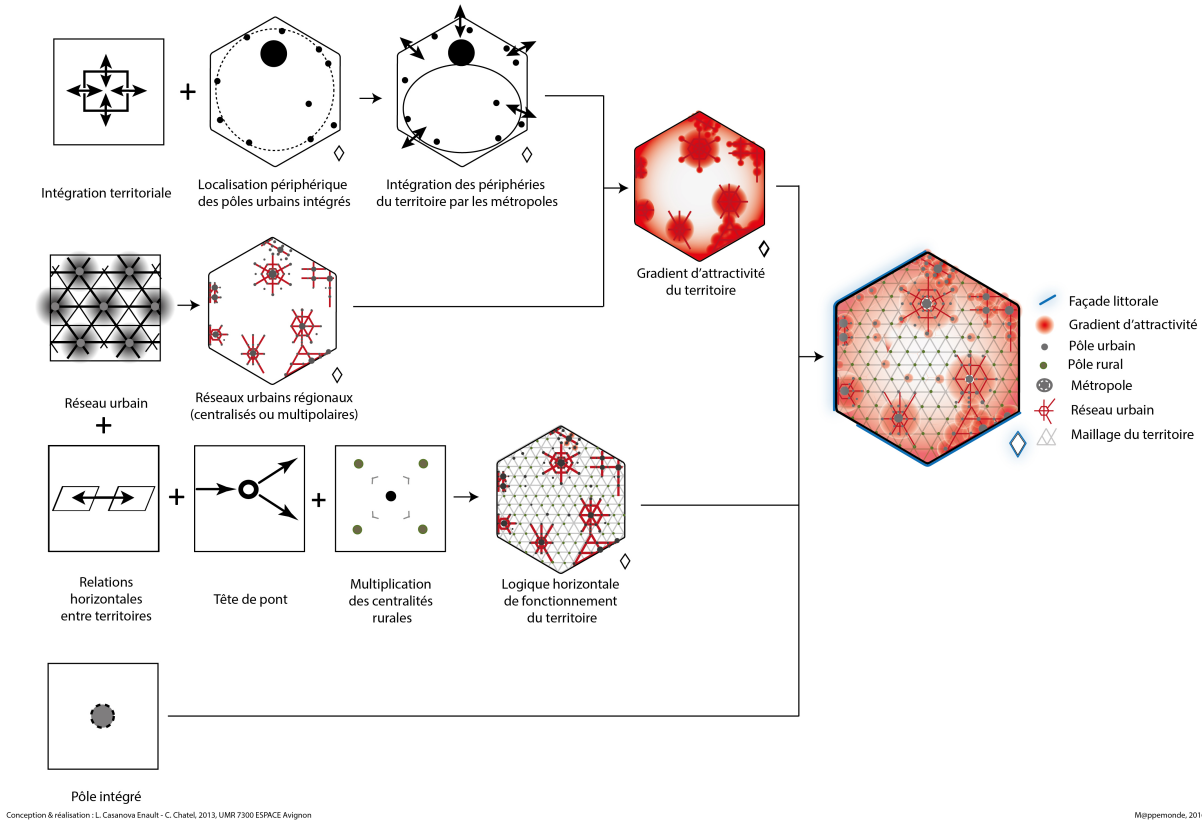 Intégration territoriale
+
Localisation périphérique
des pôles urbains intégrés
Intégration des périphéries
du territoire par les métropoles
Gradient d'attractivité
du territoire
Réseau urbain
+
Réseaux urbains régionaux
(centralisés ou multipolaires)
Façade littorale
Gradient d'attractivité
Pôle urbain
Pôle rural
Métropole
Réseau urbain
Maillage du territoire
+
+
Relations
horizontales
entre territoires
Tête de pont
Multiplication
des centralités
rurales
Logique horizontale
de fonctionnement
du territoire
Pôle intégré
Conception & réalisation : L. Casanova Enault - C. Chatel, 2013, UMR 7300 ESPACE Avignon
M@ppemonde,